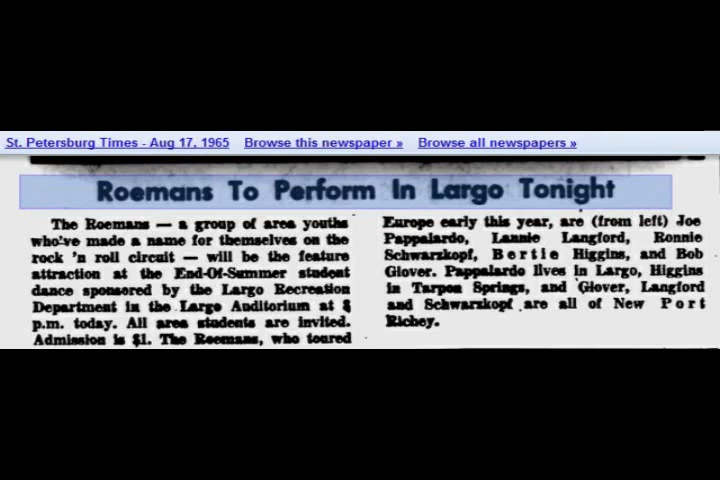 St. Petersburg Times - Aug 17, 1965 Browse this newspaper » Browse all newspapers »
Roemans To Perform In Largo Tonight
The Roemans — a group of area youths
who've made a name for themselves on the
rock 'n roll circuit — will be the feature
attraction at the End-Of-Summer student
dance sponsored by the Largo Recreation
Department in the Largo Auditorium at 8
p.m. today. All area students are invited.
Admission is $1. The Roemans, who toured
Europe early this year, are (from left) Joe
Pappalardo, Lannie Langford, Ronnie
Schwarzkopf, Bertie Higgins, and Bob
Glover. Pappalardo lives in Largo, Higgins
in Tarpon Springs, and Glover, Langford
and Schwarzkopf are all of New Port
Richey.